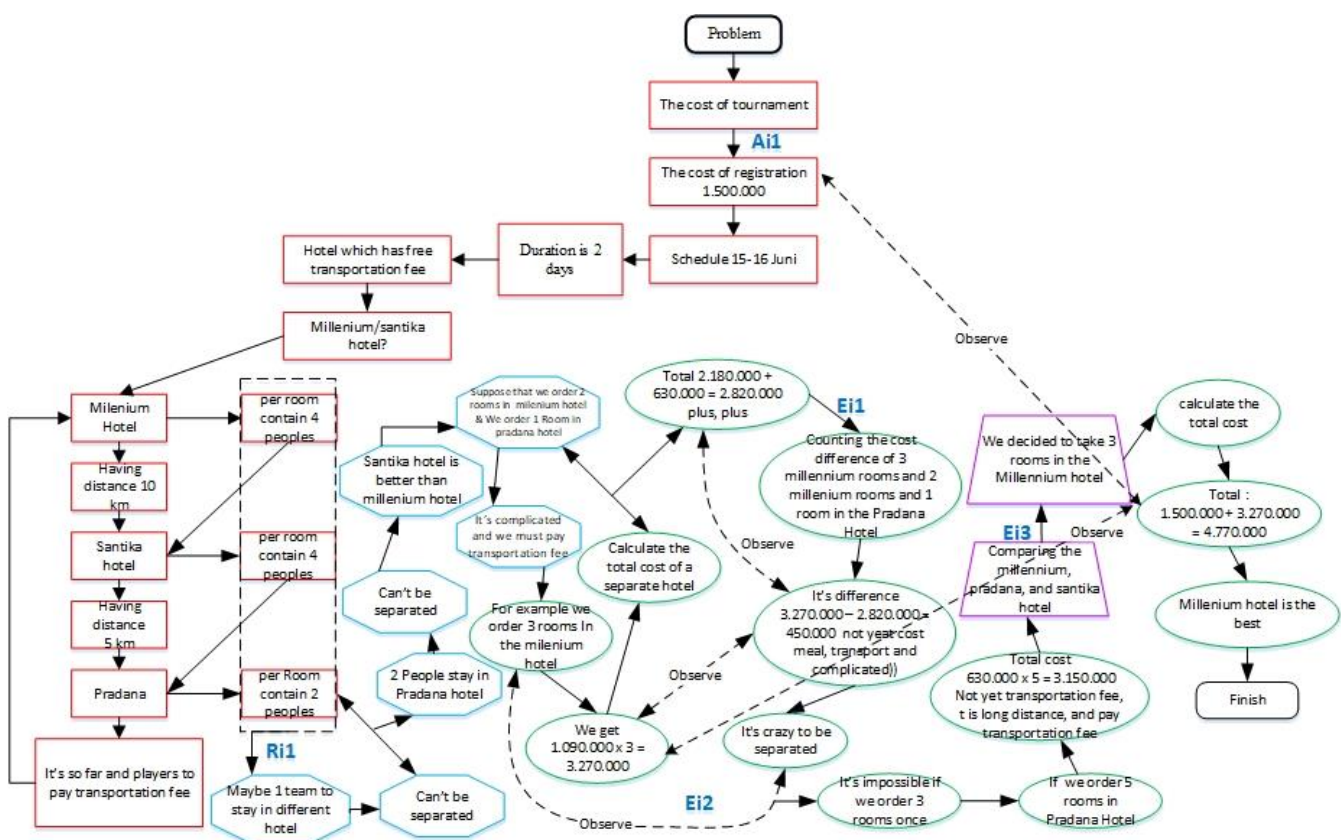 Problem
The cost of tournament
Ai1
The cost of registration
1.500.000
Schedule 15-16 Juni
Duration is 2
days
Hotel which has free
transportation fee
Millenium/santika
hotel?
Milenium
Hotel
per room
contain 4
peoples
Having
distance 10
km
Santika
hotel
per room
contain 4
peoples
Having
distance
5 km
Pradana
per Room
contain 2
peoples
It's so far and players to
pay transportation fee
Ri1
Maybe 1 team to
stay in different
hotel
Can't be
separated
2 People stay in
Pradana hotel
Can't be
separated
Santika hotel is
better than
millenium hotel
Suppose that we order 2
rooms in milenium hotel
& We order 1 Room in
pradana hotel
It´s complicated
and we must pay
transportation fee
For example we
order 3 rooms In
the milenium
hotel
We get
1.090.000 x 3 =
3.270.000
Calculate the
total cost of a
separate hotel
Total 2.180.000 +
630.000 = 2.820.000
plus, plus
Ei1
Counting the cost
difference of 3
millennium rooms and 2
millenium rooms and 1
room in the Pradana
Hotel
Observe
It's difference
3.270.000 – 2.820.000 =
450.000 not year cost
meal, transport and
complicated))
Observe
It's crazy to be
separated
Ei2
Observe
It's impossible if
we order 3
rooms once
If we order 5
rooms in
Pradana Hotel
Total cost
630.000 x 5 = 3.150.000
Not yet transportation fee,
t is long distance, and pay
transportation fee
Comparing the
millennium,
pradana, and santika
hotel
Ei3
We decided to take 3
rooms in the
Millennium hotel
calculate the
total cost
Total :
1.500.000 + 3.270.000
= 4.770.000
Observe
Observe
Millenium hotel is the
best
Finish